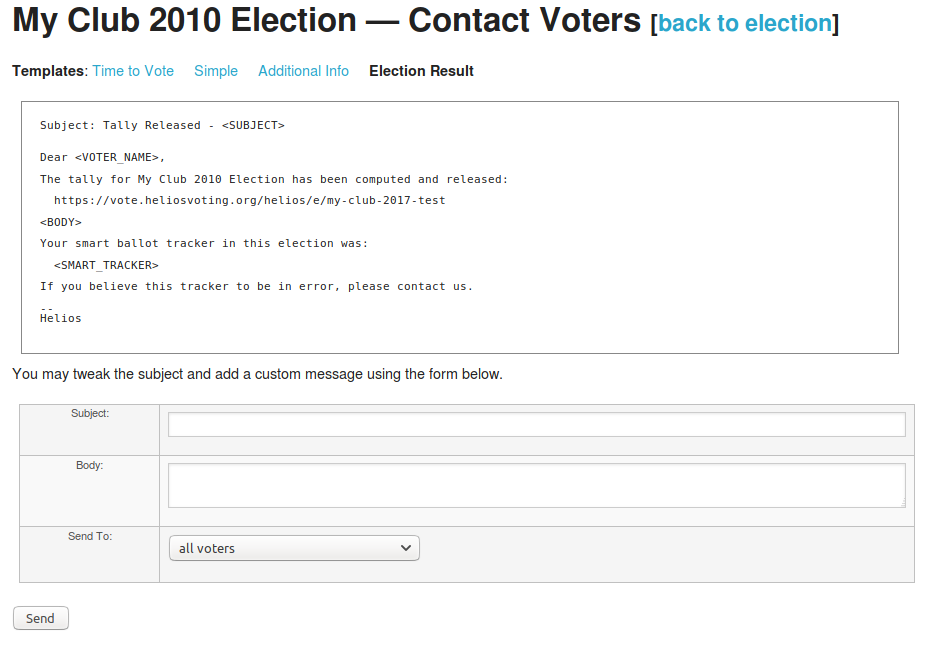 My Club 2010 Election — Contact Voters [back to election]
Templates: Time to Vote Simple Additional Info Election Result
Subject: Tally Released - <SUBJECT>
Dear <VOTER_NAME>,
The tally for My Club 2010 Election has been computed and released:
https://vote.heliosvoting.org/helios/e/my-club-2017-test
<BODY>
Your smart ballot tracker in this election was:
<SMART_TRACKER>
If you believe this tracker to be in error, please contact us.
--
Helios
You may tweak the subject and add a custom message using the form below.
Subject:
Body:
Send To:
all voters
Send